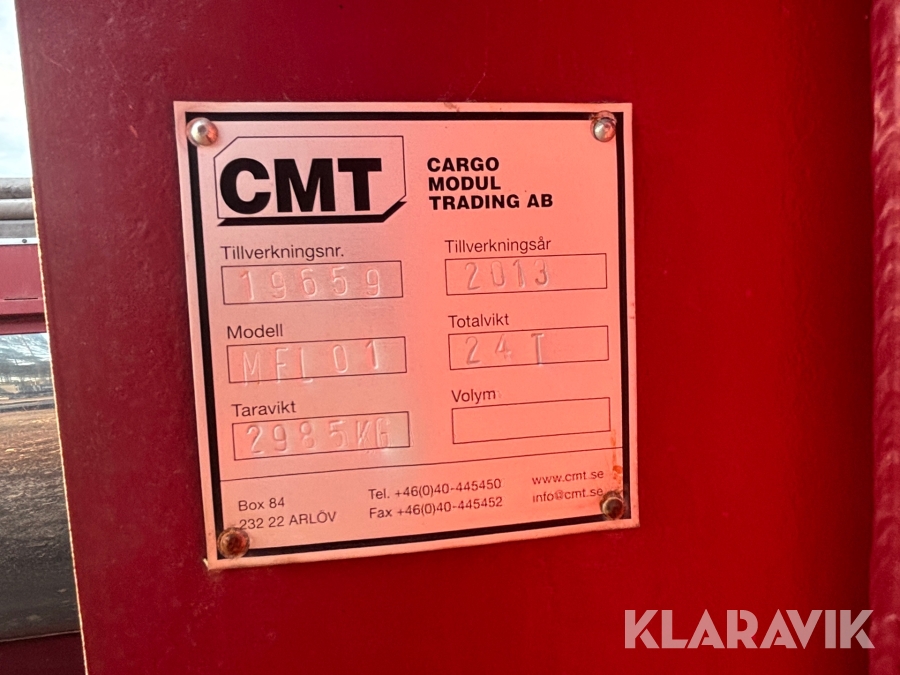 CMT
CARGO
MODUL
TRADING AB
Tillverkningsnr.
19659
Tillverkningsår
2013
Modell
MFL01
Totalvikt
24 T
Taravikt
2985KG
Volym
Box 84
232 22 ARLÖV
Tel. +46(0)40-445450
Fax +46(0)40-445452
www.cmt.se
info@cmt.se
KLARAVIK